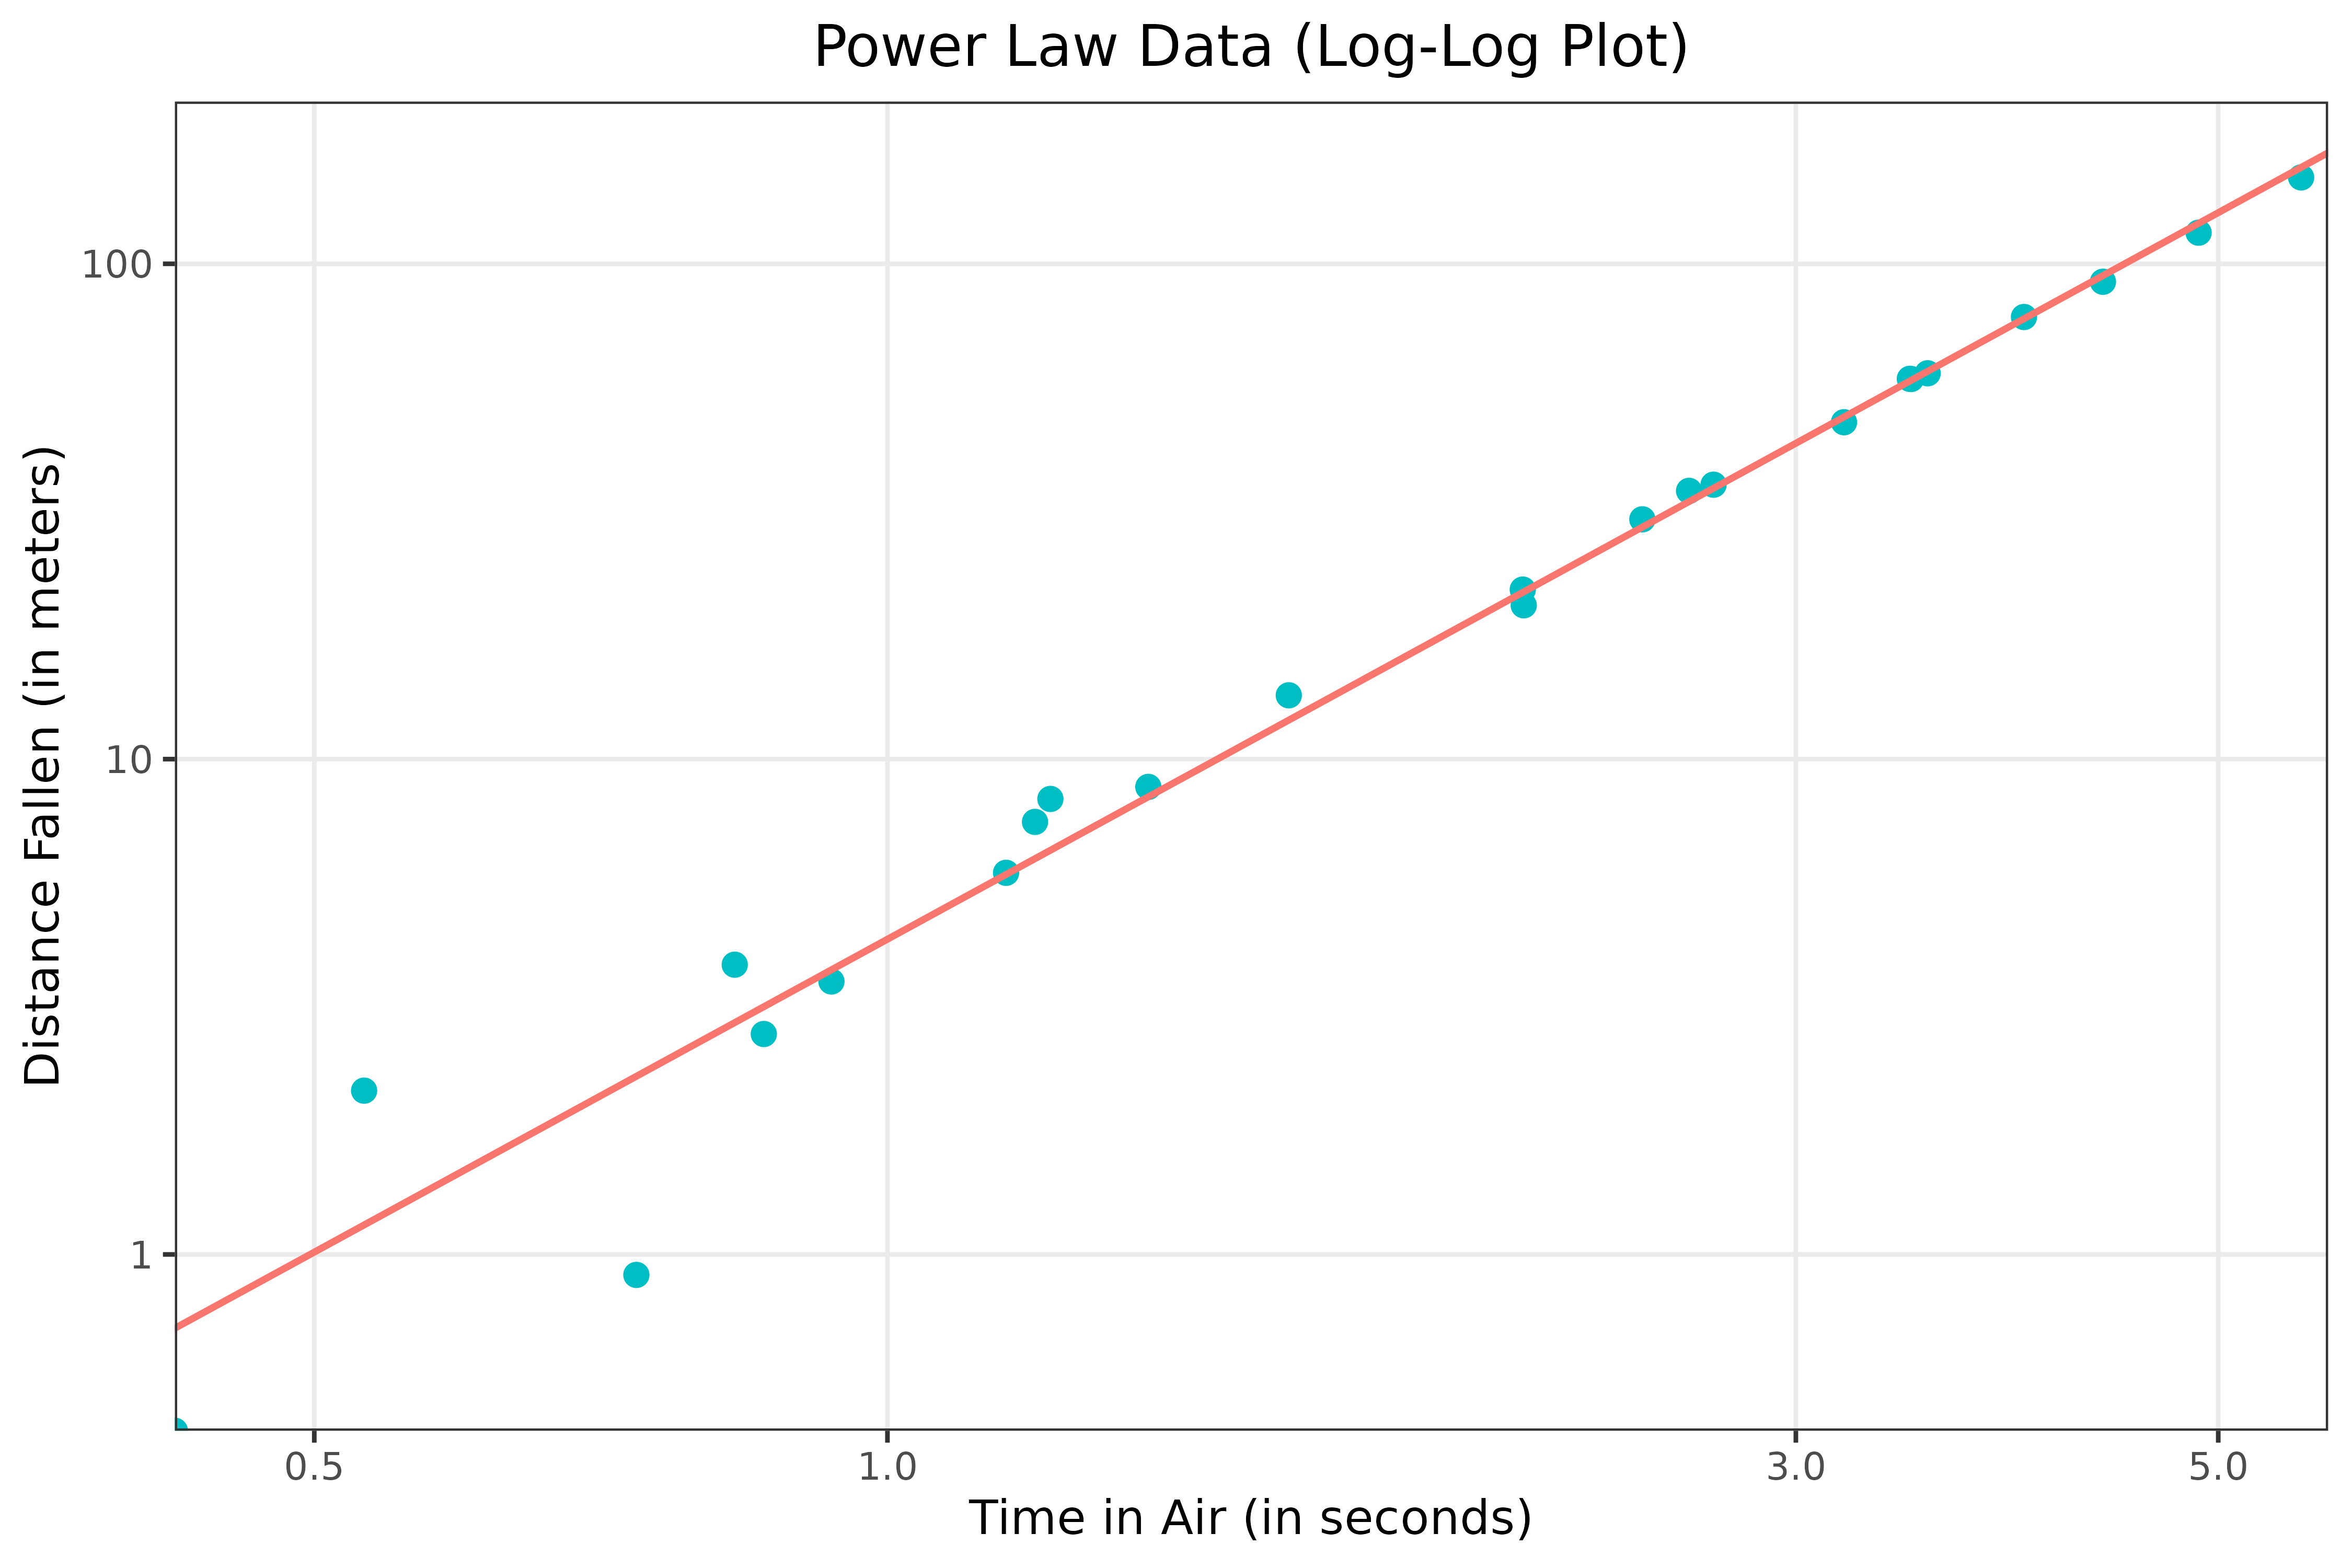 Power Law Data (Log-Log Plot)
Distance Fallen (in meters)
100
10
1
0.5
1.0
3.0
5.0
Time in Air (in seconds)